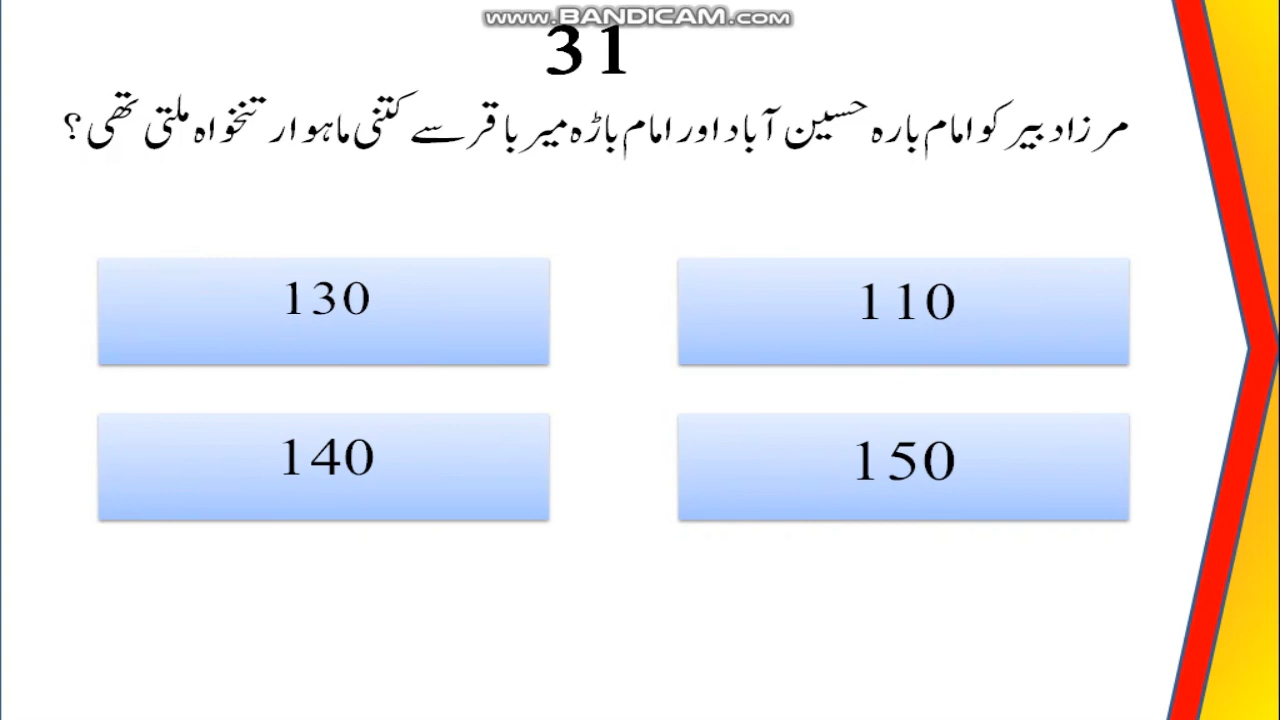 www.BANDICAM.com
31
مرزا دبیر کو امام بارہ حسین آباد اور امام باڑہ میر باقر سے کتنی ماہوار تنخواہ ملتی تھی؟
130
110
140
150